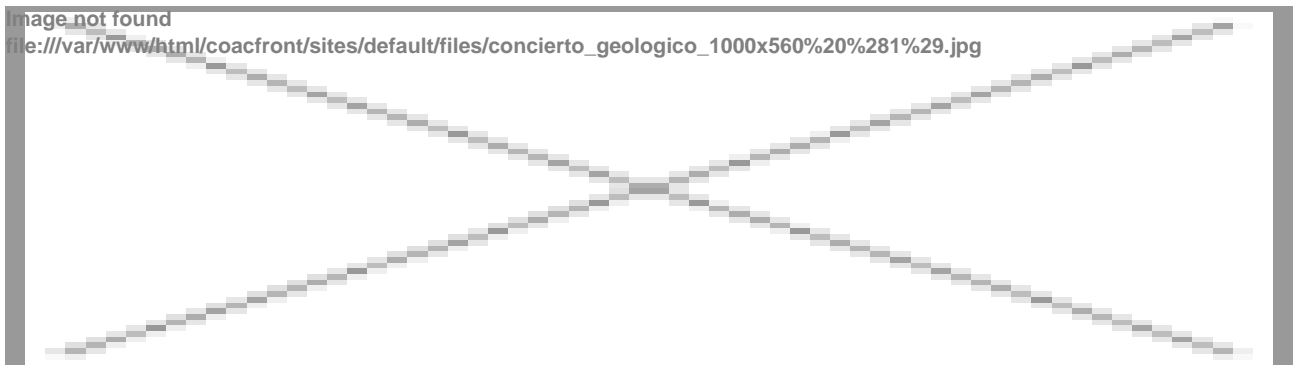 Image not found
file:///var/www/html/coacfront/sites/default/files/concierto_geologico_1000x560%20%281%29.jpg